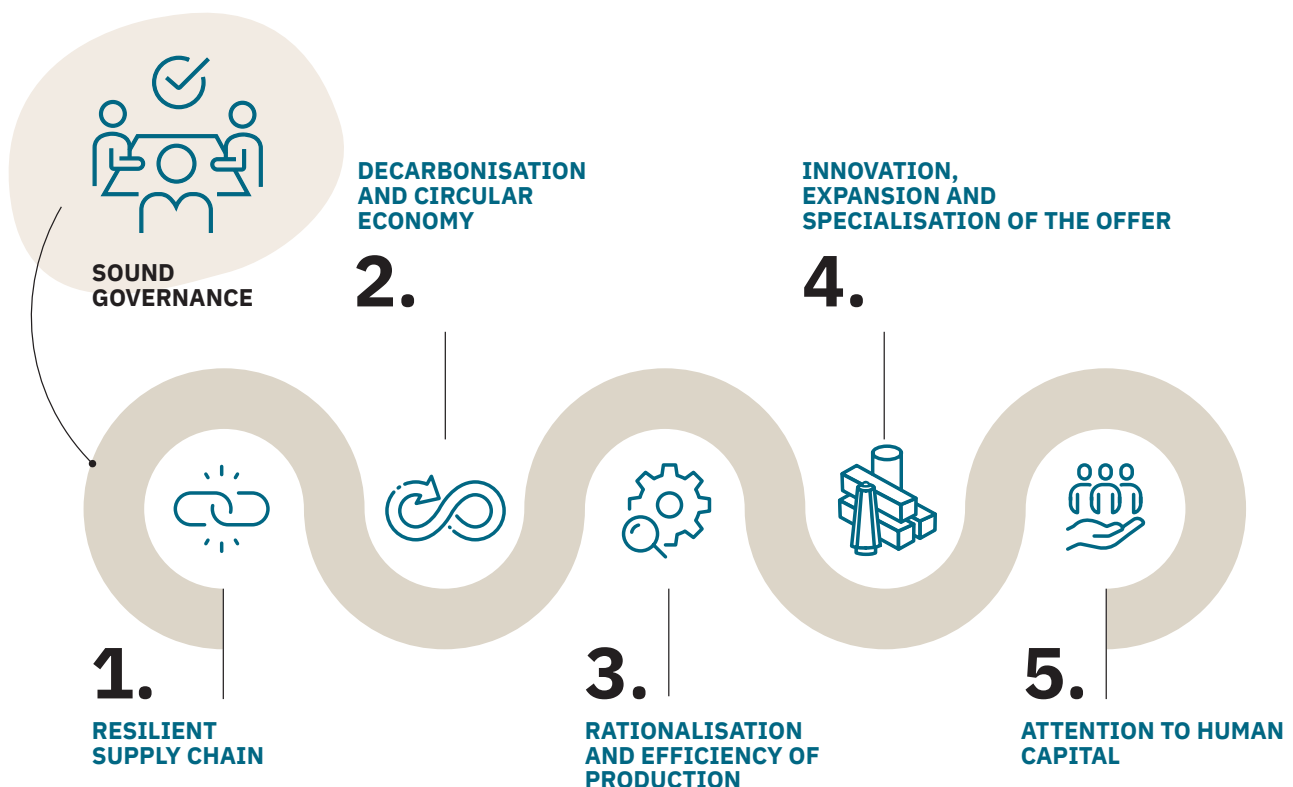 SOUND
GOVERNANCE
1.
RESILIENT
SUPPLY CHAIN
DECARBONISATION
AND CIRCULAR
ECONOMY
2.
3.
RATIONALISATION
AND EFFICIENCY OF
PRODUCTION
INNOVATION,
EXPANSION AND
SPECIALISATION OF THE OFFER
4.
5.
ATTENTION TO HUMAN
CAPITAL